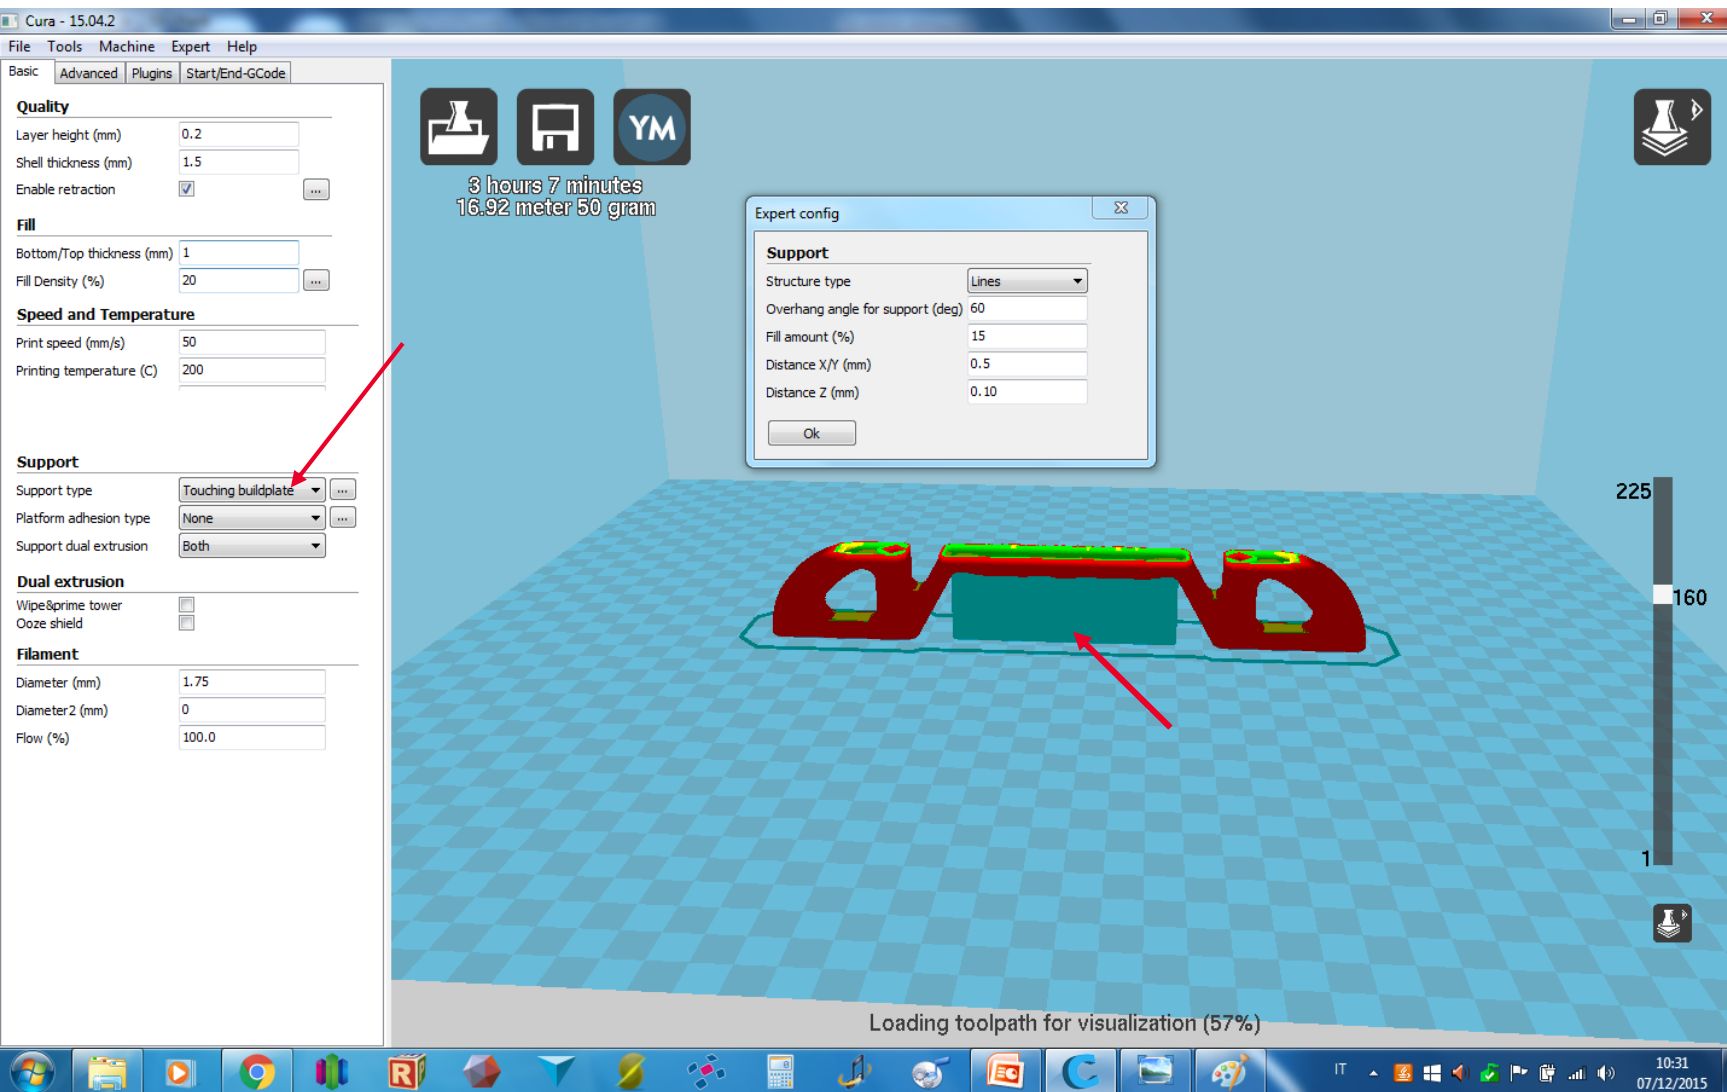 Cura - 15.04.2
File Tools Machine Expert Help
Basic Advanced Plugins Start/End-GCode
Quality
Layer height (mm) 0.2
Shell thickness (mm) 1.5
Enable retraction ...
Fill
Bottom/Top thickness (mm) 1
Fill Density (%) 20 ...
Speed and Temperature
Print speed (mm/s) 50
Printing temperature (C) 200
Support
Support type Touching buildplate ...
Platform adhesion type None ...
Support dual extrusion Both
Dual extrusion
Wipe&prime tower
Ooze shield
Filament
Diameter (mm) 1.75
Diameter2 (mm) 0
Flow (%) 100.0
YM
3 hours 7 minutes
16.92 meter 50 gram
Expert config
Support
Structure type Lines
Overhang angle for support (deg) 60
Fill amount (%) 15
Distance X/Y (mm) 0.5
Distance Z (mm) 0.10
Ok
225
160
1
Loading toolpath for visualization (57%)
IT
10:31
07/12/2015